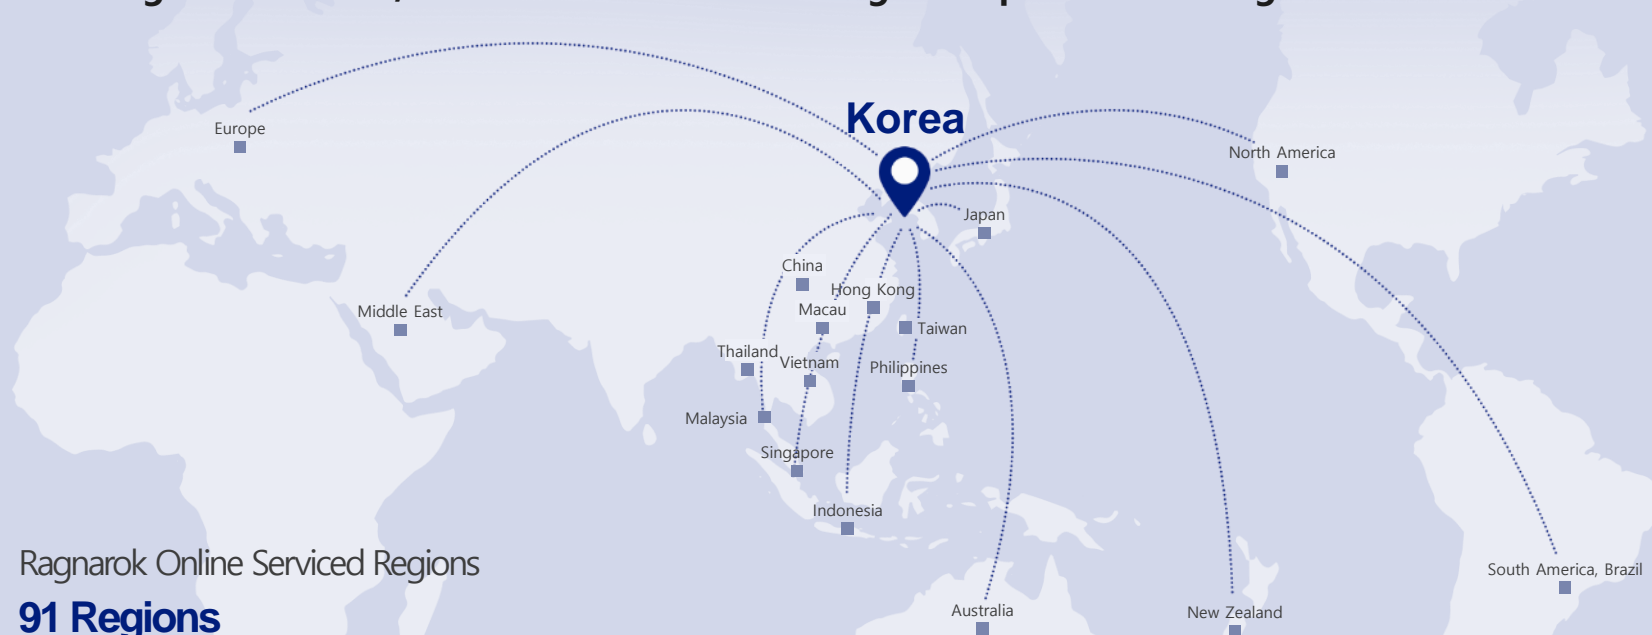 Korea
Europe
North America
Japan
China
Hong Kong
Middle East
Macau
Taiwan
Thailand
Vietnam
Philippines
Malaysia
Singapore
Indonesia
Ragnarok Online Serviced Regions
South America, Brazil
91 Regions
Australia
New Zealand